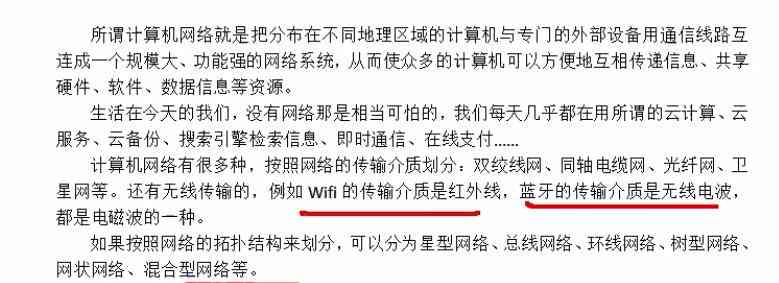 所谓计算机网络就是把分布在不同地理区域的计算机与专门的外部设备用通信线路互
连成一个规模大、功能强的网络系统，从而使众多的计算机可以方便地互相传递信息、共享
硬件、软件、数据信息等资源。
生活在今天的我们，没有网络那是相当可怕的，我们每天几乎都在用所谓的云计算、云
服务、云备份、搜索引擎检索信息、即时通信、在线支付……
计算机网络有很多种，按照网络的传输介质划分：双绞线网、同轴电缆网、光纤网、卫
星网等。还有无线传输的，例如 Wifi 的传输介质是红外线，蓝牙的传输介质是无线电波，
都是电磁波的一种。
如果按照网络的拓扑结构来划分，可以分为星型网络、总线网络、环线网络、树型网络、
网状网络、混合型网络等。